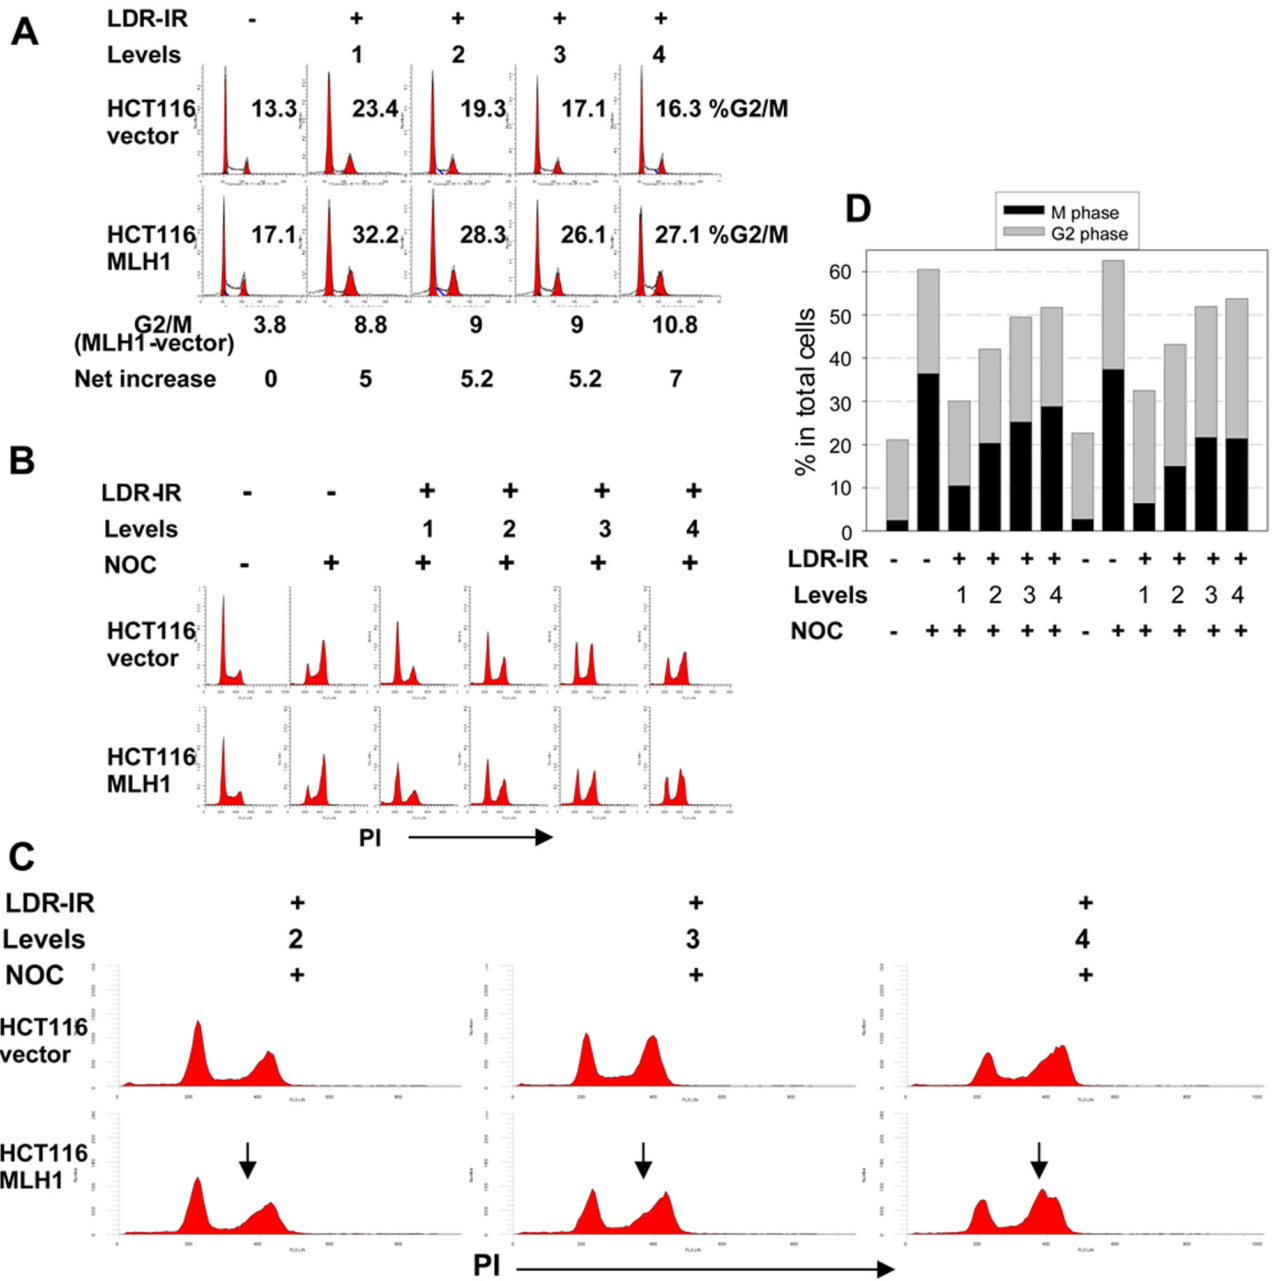 A
LDR-IR - + + + +
Levels 1 2 3 4
HCT116 vector 13.3 23.4 19.3 17.1 16.3 %G2/M
HCT116 MLH1 17.1 32.2 28.3 26.1 27.1 %G2/M
G2/M (MLH1-vector) 3.8 8.8 9 9 10.8
Net increase 0 5 5.2 5.2 7
B
LDR-IR - - + + + +
Levels 1 2 3 4
NOC - + + + + +
HCT116 vector
HCT116 MLH1
PI
C
LDR-IR + + +
Levels 2 3 4
NOC + + +
HCT116 vector
HCT116 MLH1
PI
D
M phase
G2 phase
% in total cells
60
50
40
30
20
10
0
LDR-IR - - + + + + - - + + + +
Levels 1 2 3 4 1 2 3 4
NOC - + + + + + - + + + + +